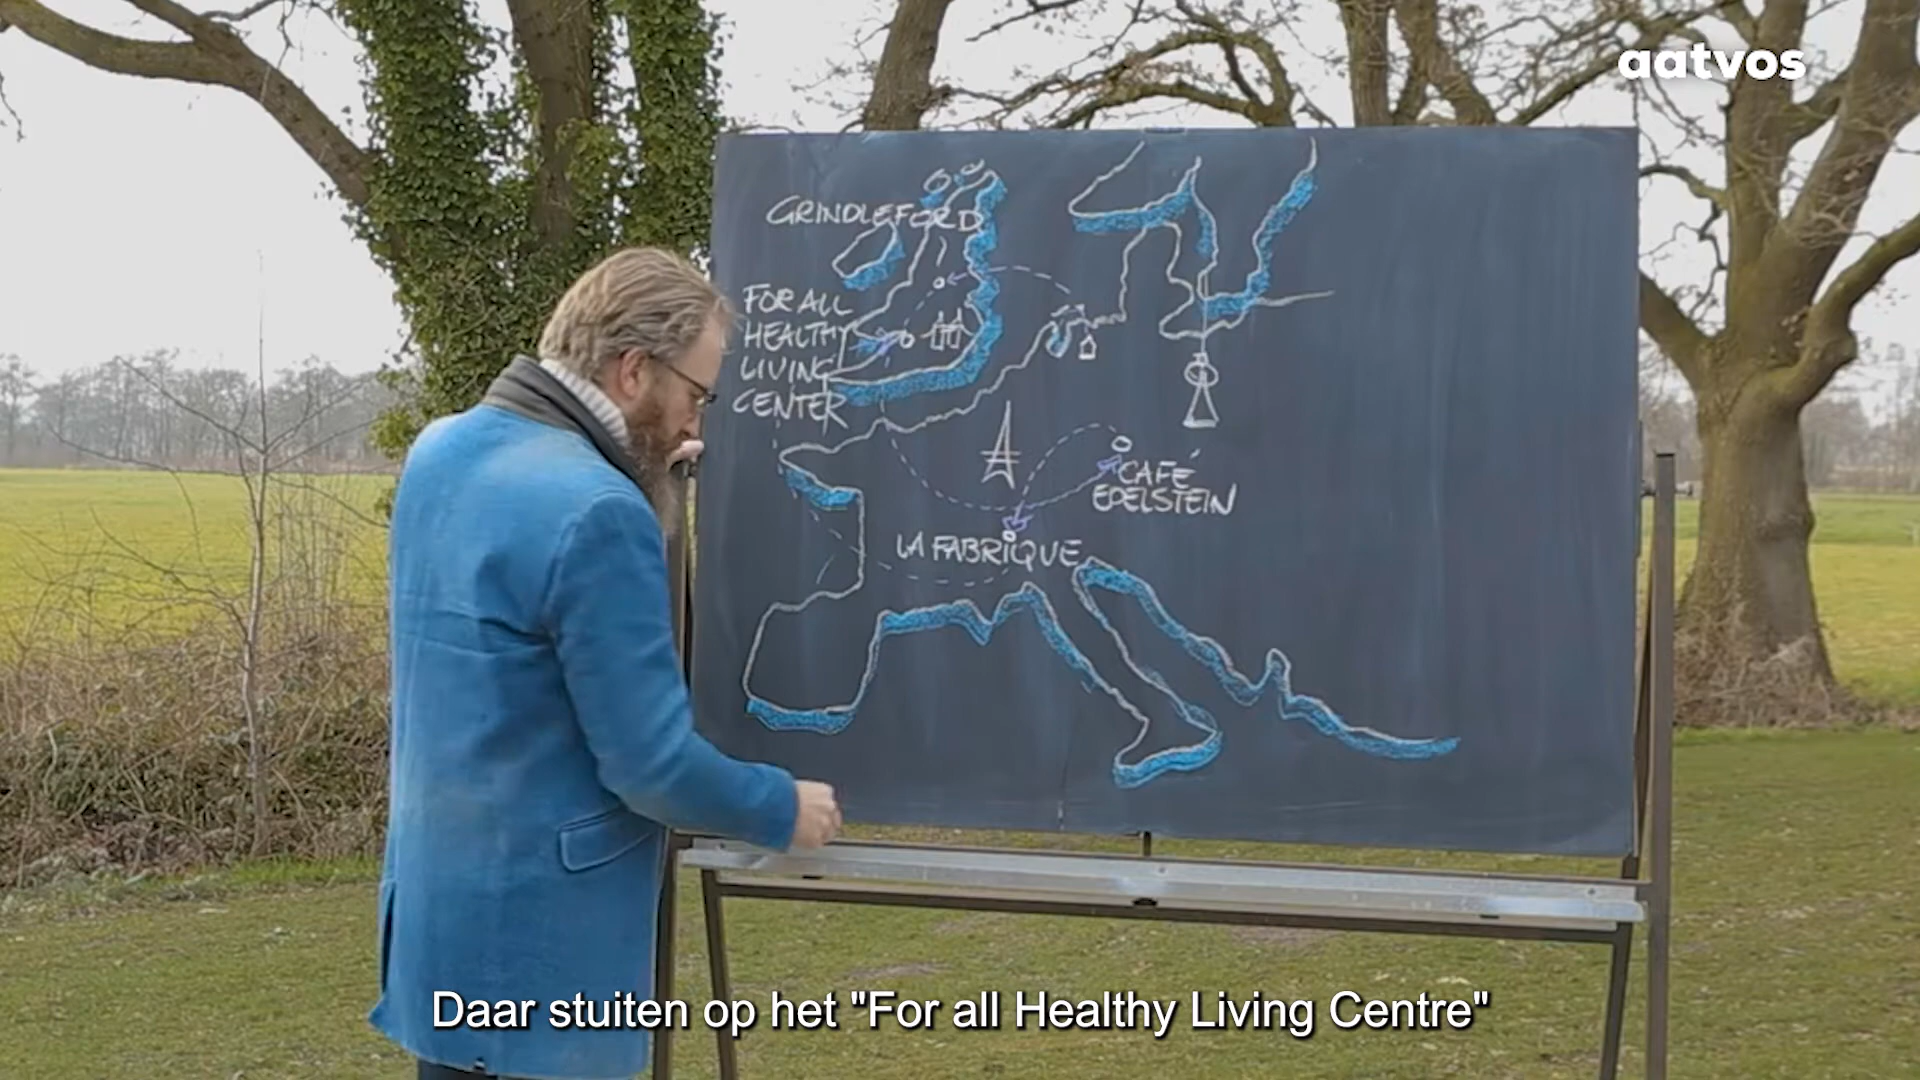 aatvos
GRINDLEFORD
FOR ALL
HEALTHY
LIVING
CENTER
CAFÉ
EDELSTEIN
LA FABRIQUE
Daar stuiten op het "For all Healthy Living Centre"